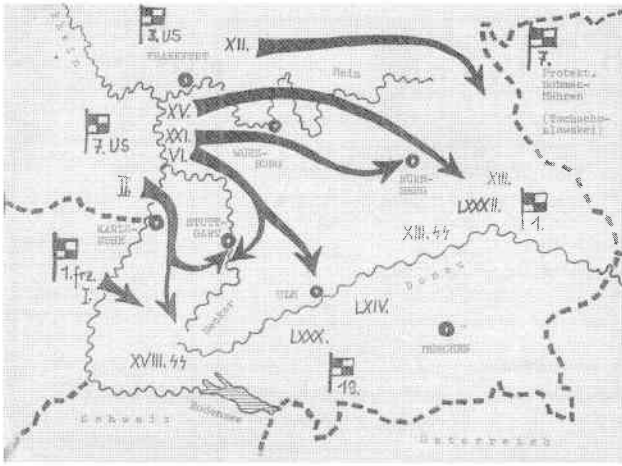 Rhein
3.US
FRANKFURT
XII.
7.
Protekt.
Böhmen-
Mähren
(Tschecho-
slowakei)
Main
XV.
7.US
XXI.
WÜRZ-
BURG
VI.
NÜRN-
BERG
XIII.
LXXXII.
II.
1.
KARLS-
RUHE
STUTT-
GART
XIII.SS
1.frz.
I.
ULM
Donau
Neckar
LXIV.
LXXX.
MÜNCHEN
XVIII.SS
19.
Bodensee
Schweiz
Österreich